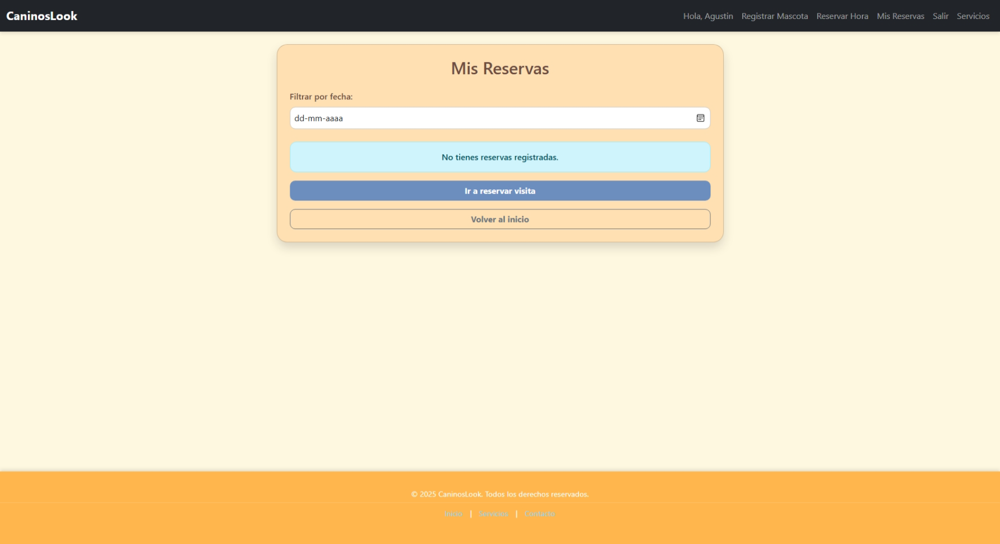 CaninosLook
Hola, Agustin Registrar Mascota Reservar Hora Mis Reservas Salir Servicios
Mis Reservas
Filtrar por fecha:
dd-mm-aaaa
No tienes reservas registradas.
Ir a reservar visita
Volver al inicio
© 2025 CaninosLook. Todos los derechos reservados.
Inicio | Servicios | Contacto